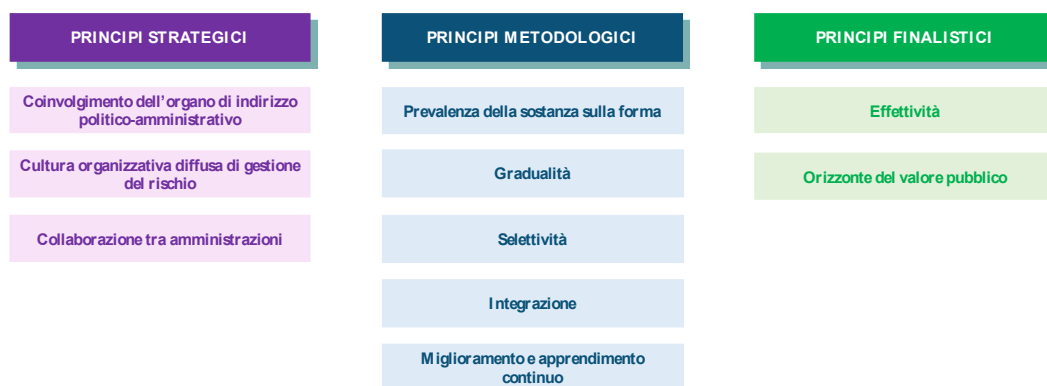 PRINCIPI STRATEGICI
Coinvolgimento dell'organo di indirizzo
politico-amministrativo
Cultura organizzativa diffusa di gestione
del rischio
Collaborazione tra amministrazioni
PRINCIPI METODOLOGICI
Prevalenza della sostanza sulla forma
Gradualità
Selettività
Integrazione
Miglioramento e apprendimento
continuo
PRINCIPI FINALISTICI
Effettività
Orizzonte del valore pubblico